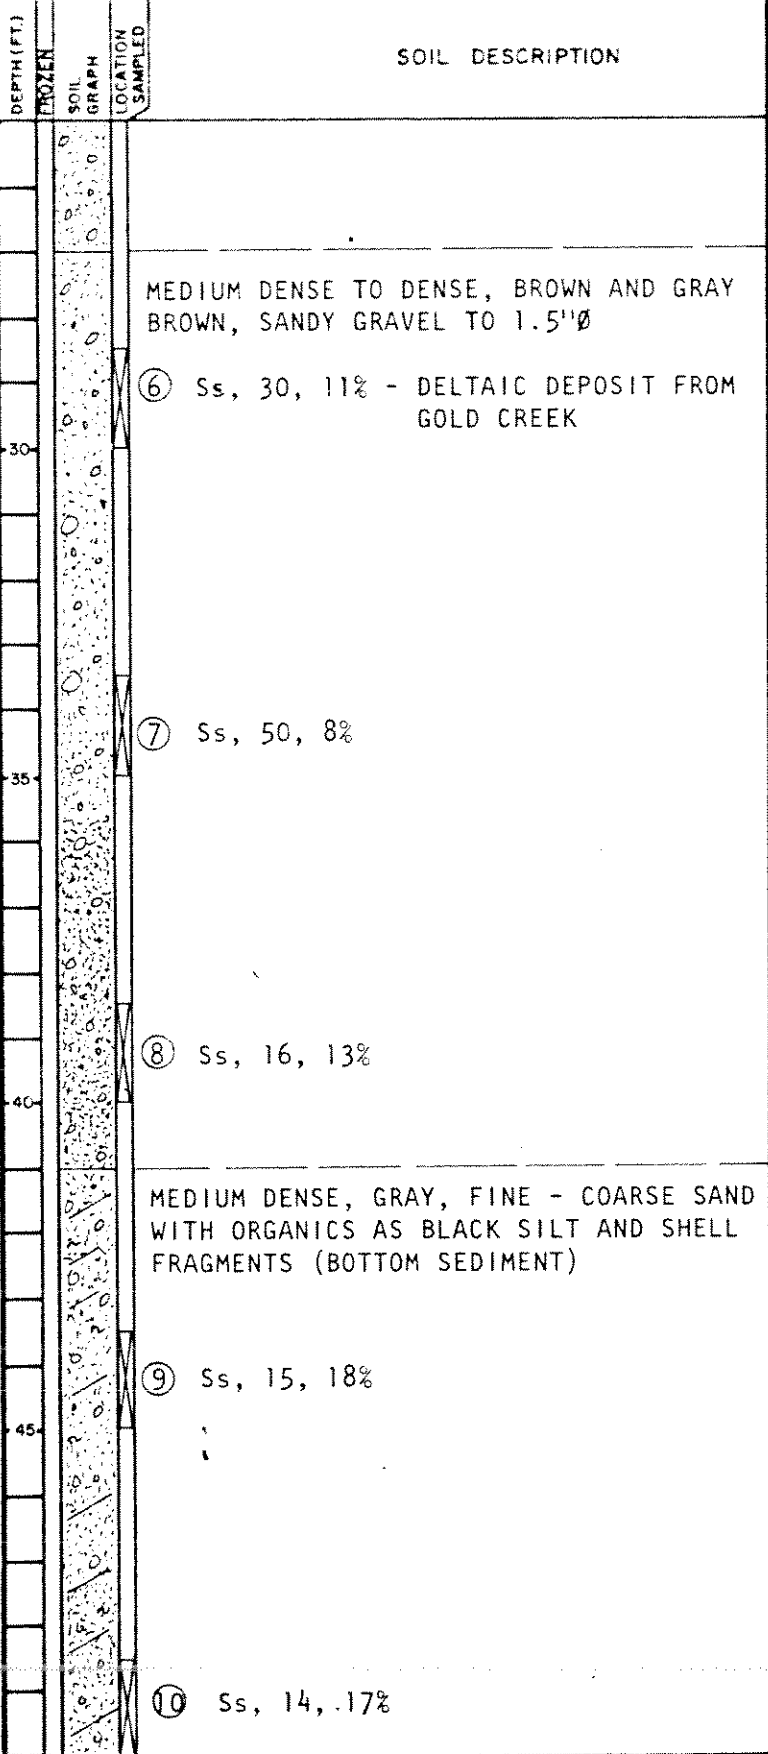 DEPTH (FT.)
FROZEN
SOIL GRAPH
LOCATION SAMPLED
SOIL DESCRIPTION
MEDIUM DENSE TO DENSE, BROWN AND GRAY
BROWN, SANDY GRAVEL TO 1.5"Ø
6 Ss, 30, 11% - DELTAIC DEPOSIT FROM
GOLD CREEK
30
7 Ss, 50, 8%
35
8 Ss, 16, 13%
40
MEDIUM DENSE, GRAY, FINE - COARSE SAND
WITH ORGANICS AS BLACK SILT AND SHELL
FRAGMENTS (BOTTOM SEDIMENT)
9 Ss, 15, 18%
45
10 Ss, 14, 17%